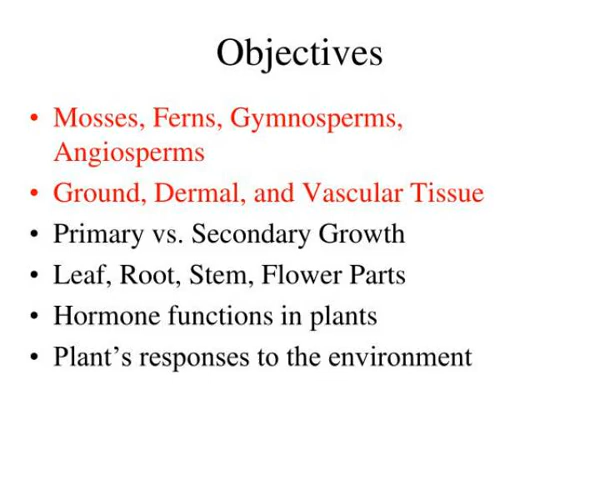 Objectives
• Mosses, Ferns, Gymnosperms,
Angiosperms
• Ground, Dermal, and Vascular Tissue
• Primary vs. Secondary Growth
• Leaf, Root, Stem, Flower Parts
• Hormone functions in plants
• Plant’s responses to the environment